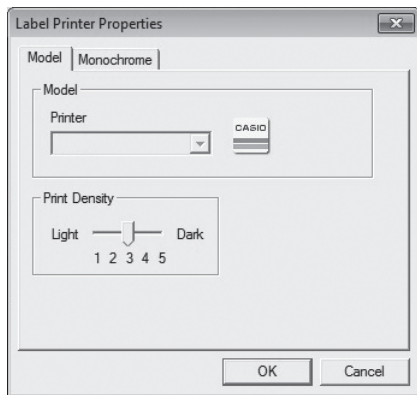 Label Printer Properties
Model Monochrome
Model
Printer
CASIO
Print Density
Light Dark
1 2 3 4 5
OK Cancel